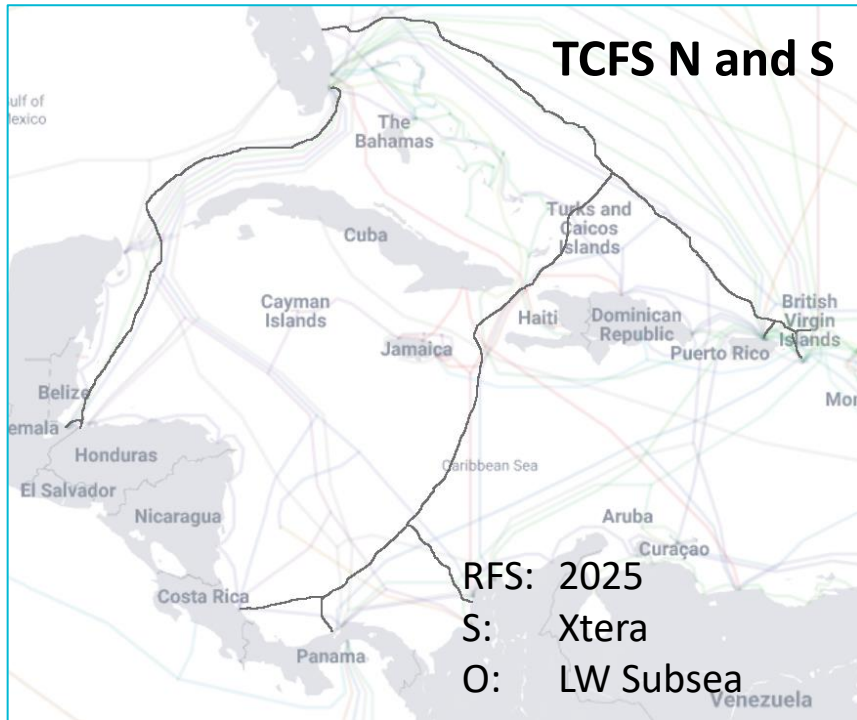 TCFS N and S
ulf of
Mexico
The
Bahamas
Turks and
Caicos
Islands
Cuba
Cayman
Islands
Haiti
Dominican
Republic
British
Virgin
Islands
Jamaica
Puerto Rico
Belize
emala
Mon
Honduras
Caribbean Sea
El Salvador
Nicaragua
Aruba
Curaçao
RFS: 2025
Costa Rica
S: Xtera
Panama
O: LW Subsea
Venezuela